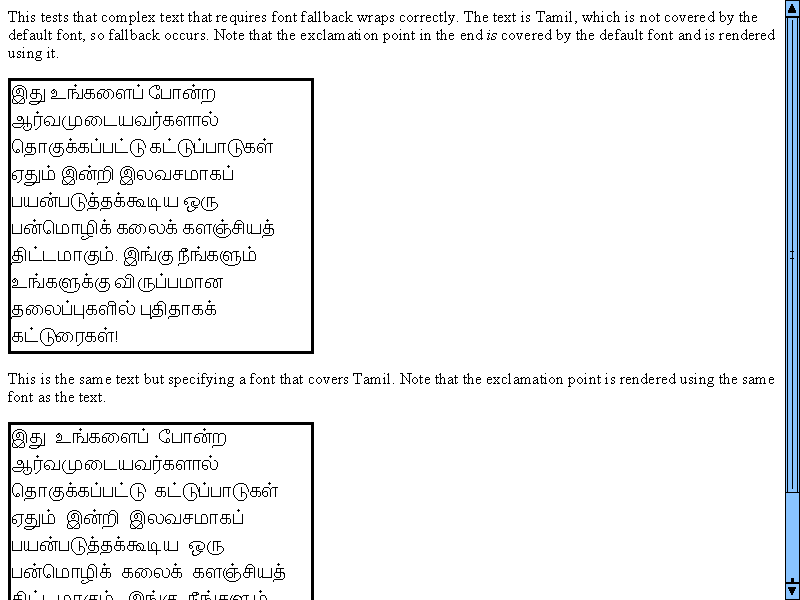 This tests that complex text that requires font fallback wraps correctly. The text is Tamil, which is not covered by the
default font, so fallback occurs. Note that the exclamation point in the end is covered by the default font and is rendered
using it.
இது உங்களைப் போன்ற
ஆர்வமுடையவர்களால்
தொகுக்கப்பட்டு கட்டுப்பாடுகள்
ஏதும் இன்றி இலவசமாகப்
பயன்படுத்தக்கூடிய ஒரு
பன்மொழிக் கலைக் களஞ்சியத்
திட்டமாகும். இங்கு நீங்களும்
உங்களுக்கு விருப்பமான
தலைப்புகளில் புதிதாகக்
கட்டுரைகள்!
This is the same text but specifying a font that covers Tamil. Note that the exclamation point is rendered using the same
font as the text.
இது உங்களைப் போன்ற
ஆர்வமுடையவர்களால்
தொகுக்கப்பட்டு கட்டுப்பாடுகள்
ஏதும் இன்றி இலவசமாகப்
பயன்படுத்தக்கூடிய ஒரு
பன்மொழிக் கலைக் களஞ்சியத்
திட்டமாகும். இங்கு நீங்களும்